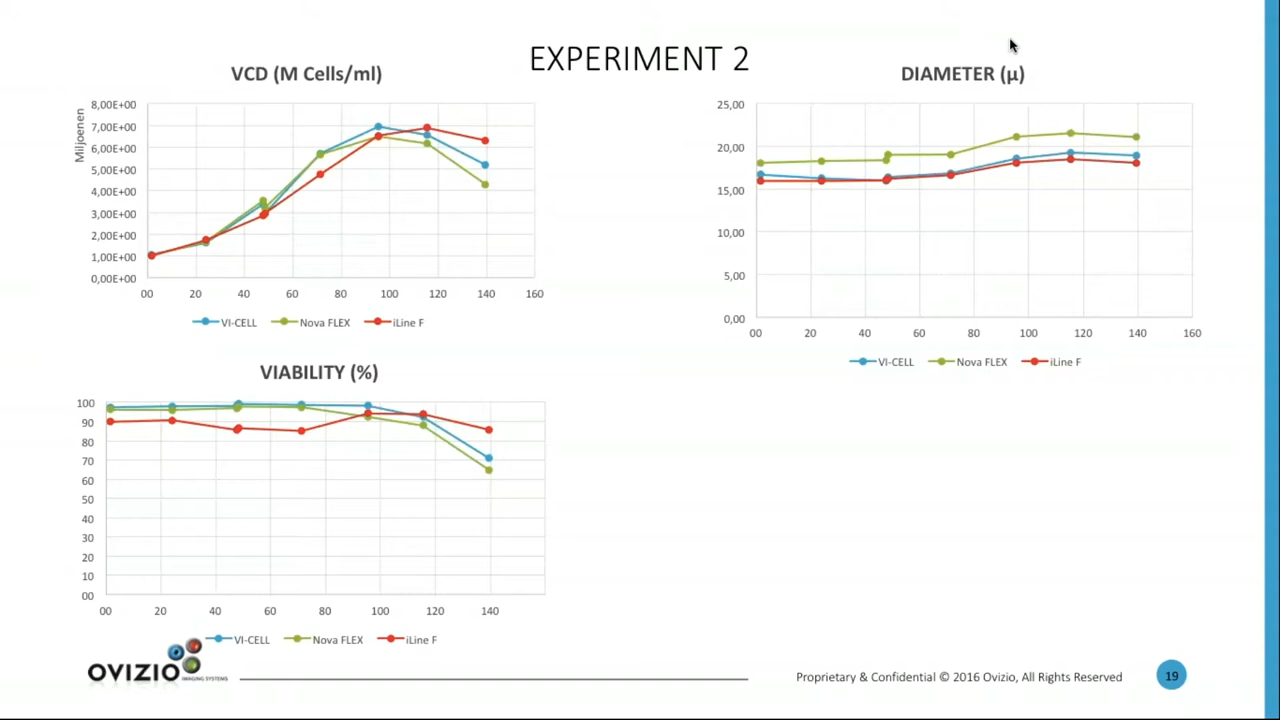 EXPERIMENT 2
VCD (M Cells/ml)
Miljoenen
8,00E+00
7,00E+00
6,00E+00
5,00E+00
4,00E+00
3,00E+00
2,00E+00
1,00E+00
0,00E+00
00 20 40 60 80 100 120 140 160
VI-CELL Nova FLEX iLine F
DIAMETER (µ)
25,00
20,00
15,00
10,00
5,00
0,00
00 20 40 60 80 100 120 140 160
VI-CELL Nova FLEX iLine F
VIABILITY (%)
100
90
80
70
60
50
40
30
20
10
00
00 20 40 60 80 100 120 140
VI-CELL Nova FLEX iLine F
OVIZIO
IMAGING SYSTEMS
Proprietary & Confidential © 2016 Ovizio, All Rights Reserved
19